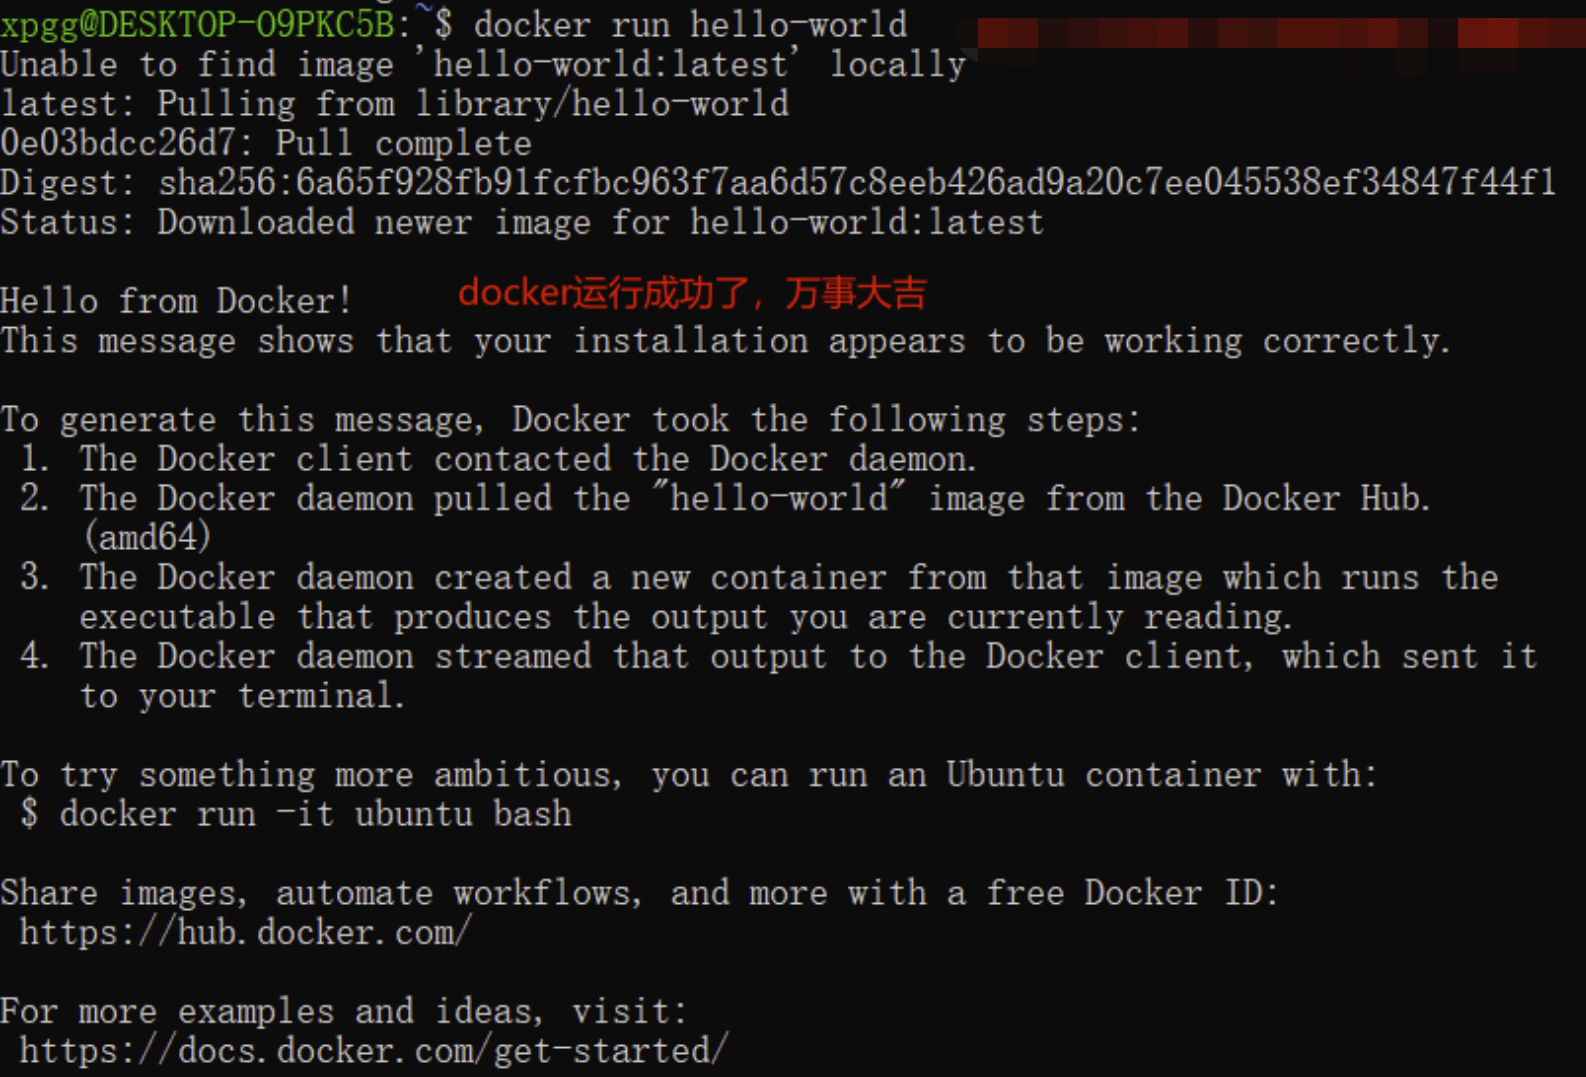 xpgg@DESKTOP-O9PKC5B:~$ docker run hello-world
Unable to find image 'hello-world:latest' locally
latest: Pulling from library/hello-world
0e03bdcc26d7: Pull complete
Digest: sha256:6a65f928fb91fcfbc963f7aa6d57c8eeb426ad9a20c7ee045538ef34847f44f1
Status: Downloaded newer image for hello-world:latest
Hello from Docker!
docker运行成功了，万事大吉
This message shows that your installation appears to be working correctly.
To generate this message, Docker took the following steps:
1. The Docker client contacted the Docker daemon.
2. The Docker daemon pulled the "hello-world" image from the Docker Hub.
(amd64)
3. The Docker daemon created a new container from that image which runs the
executable that produces the output you are currently reading.
4. The Docker daemon streamed that output to the Docker client, which sent it
to your terminal.
To try something more ambitious, you can run an Ubuntu container with:
$ docker run -it ubuntu bash
Share images, automate workflows, and more with a free Docker ID:
https://hub.docker.com/
For more examples and ideas, visit:
https://docs.docker.com/get-started/